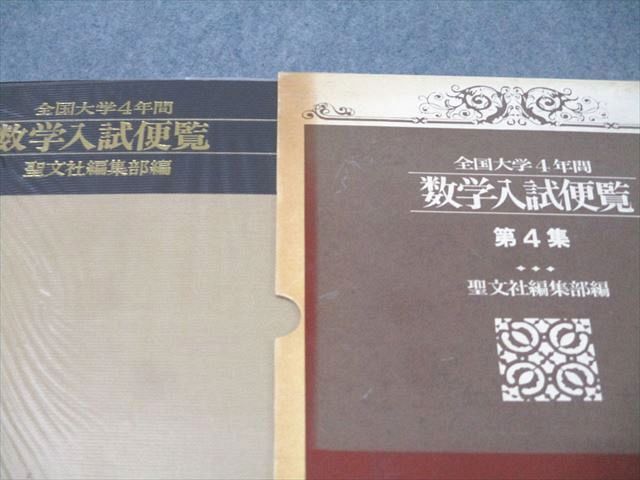 全国大学4年間
数学入試便覧
聖文社編集部編
全国大学4年間
数学入試便覧
第4集
聖文社編集部編